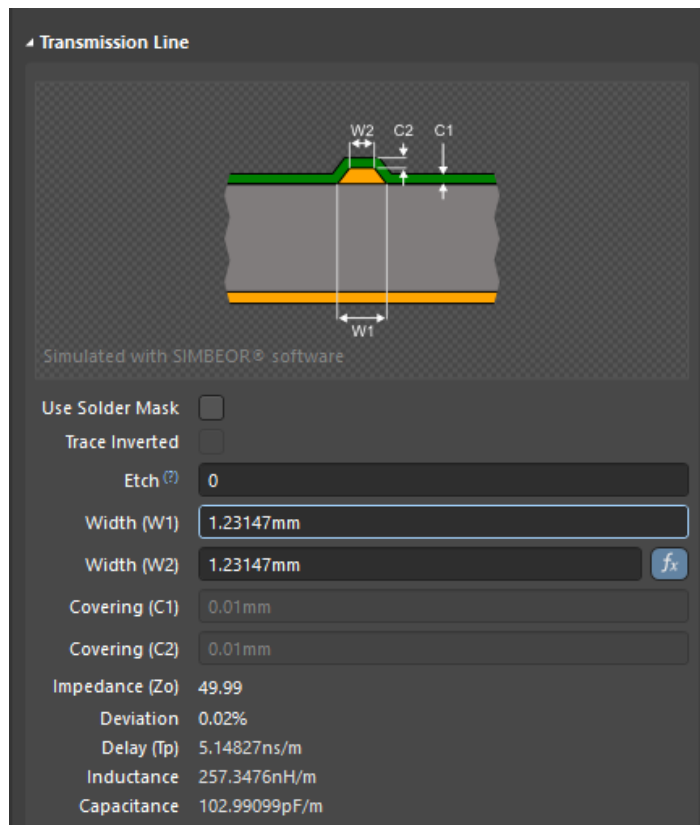 Transmission Line
W2 C2 C1
W1
Simulated with SIMBEOR® software
Use Solder Mask
Trace Inverted
Etch (?) 0
Width (W1) 1.23147mm
Width (W2) 1.23147mm fx
Covering (C1) 0.01mm
Covering (C2) 0.01mm
Impedance (Zo) 49.99
Deviation 0.02%
Delay (Tp) 5.14827ns/m
Inductance 257.3476nH/m
Capacitance 102.99099pF/m